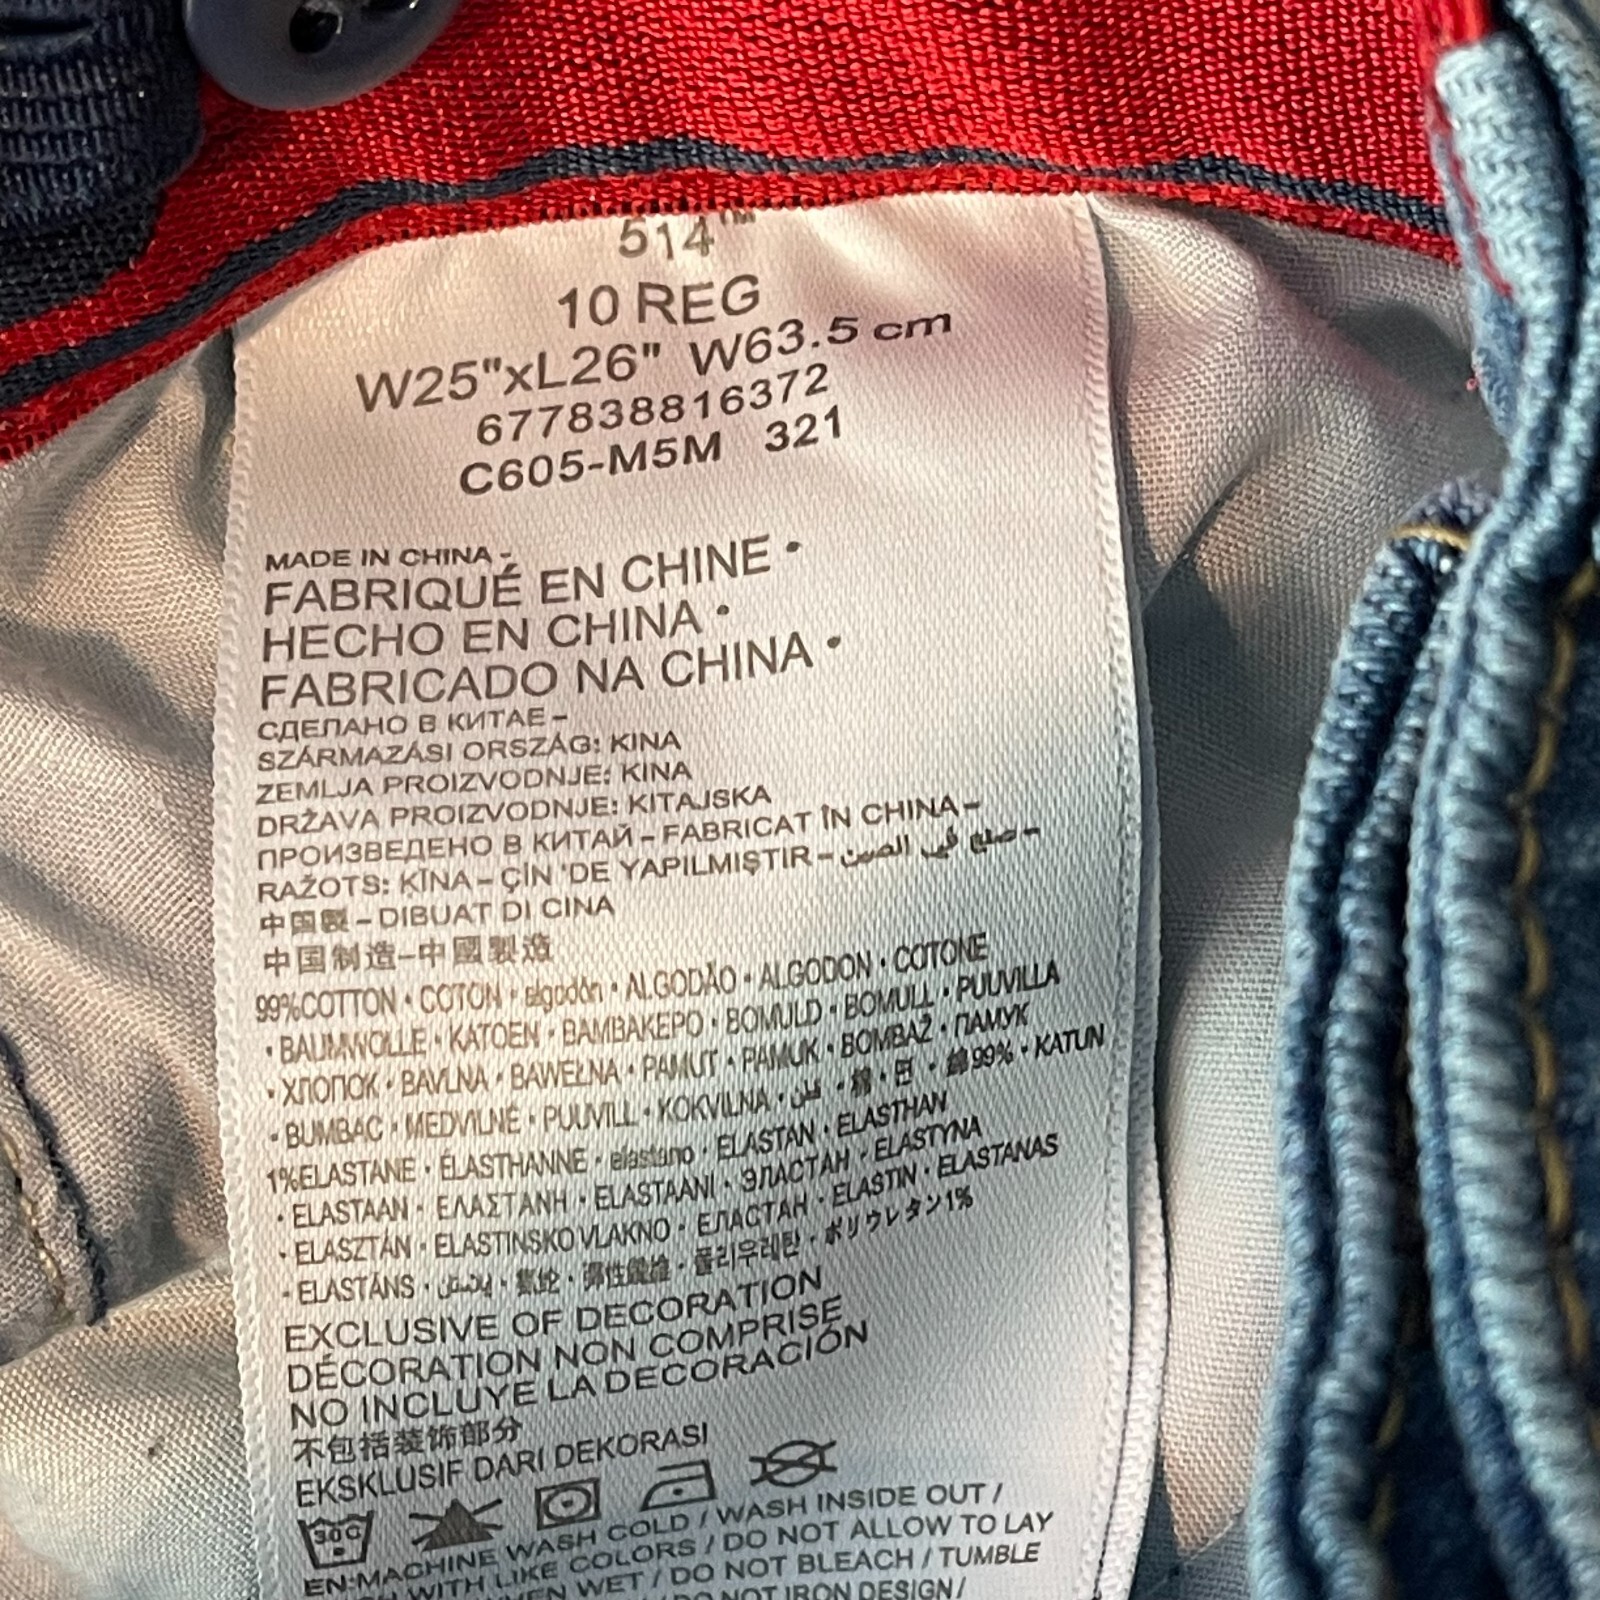 514™
10 REG
W25"xL26" W63.5 cm
677838816372
C605-M5M 321
MADE IN CHINA -
FABRIQUÉ EN CHINE •
HECHO EN CHINA •
FABRICADO NA CHINA •
СДЕЛАНО В КИТАЕ –
SZÁRMAZÁSI ORSZÁG: KINA
ZEMLJA PROIZVODNJE: KINA
DRŽAVA PROIZVODNJE: KITAJSKA
ПРОИЗВЕДЕНО В КИТАЙ – FABRICAT ÎN CHINA –
RAŽOTS: ĶĪNA – ÇİN 'DE YAPILMIŞTIR – صنع في الصين –
中国製 – DIBUAT DI CINA
中国制造–中國製造
99%COTTON • COTON • algodón • ALGODÃO • ALGODON • COTONE
• BAUMWOLLE • KATOEN • ΒΑΜΒΑΚΕΡΟ • BOMULD • BOMULL • PUUVILLA
• ХЛОПОК • BAVLNA • BAWEŁNA • PAMUT • PAMUK • BOMBAŽ • ПАМУК
• BUMBAC • MEDVILNĖ • PUUVILL • KOKVILNA • قطن • 棉 • 면 • 綿99% • KATUN
1%ELASTANE • ÉLASTHANNE • elastano • ELASTAN • ELASTHAN
• ELASTAAN • ΕΛΑΣΤΑΝΗ • ELASTAANI • ЭЛАСТАН • ELASTYNA
• ELASZTÁN • ELASTINSKO VLAKNO • ЕЛАСТАН • ELASTIN • ELASTANAS
• ELASTĀNS • • 氨纶 • 彈性纖維 • 폴리우레탄 • ポリウレタン1%
EXCLUSIVE OF DECORATION
DÉCORATION NON COMPRISE
NO INCLUYE LA DECORACIÓN
不包括装饰部分
EKSKLUSIF DARI DEKORASI
30C
EN:MACHINE WASH COLD / WASH INSIDE OUT /
WITH LIKE COLORS / DO NOT ALLOW TO LAY
WHEN WET / DO NOT BLEACH / TUMBLE
DO NOT IRON DESIGN/